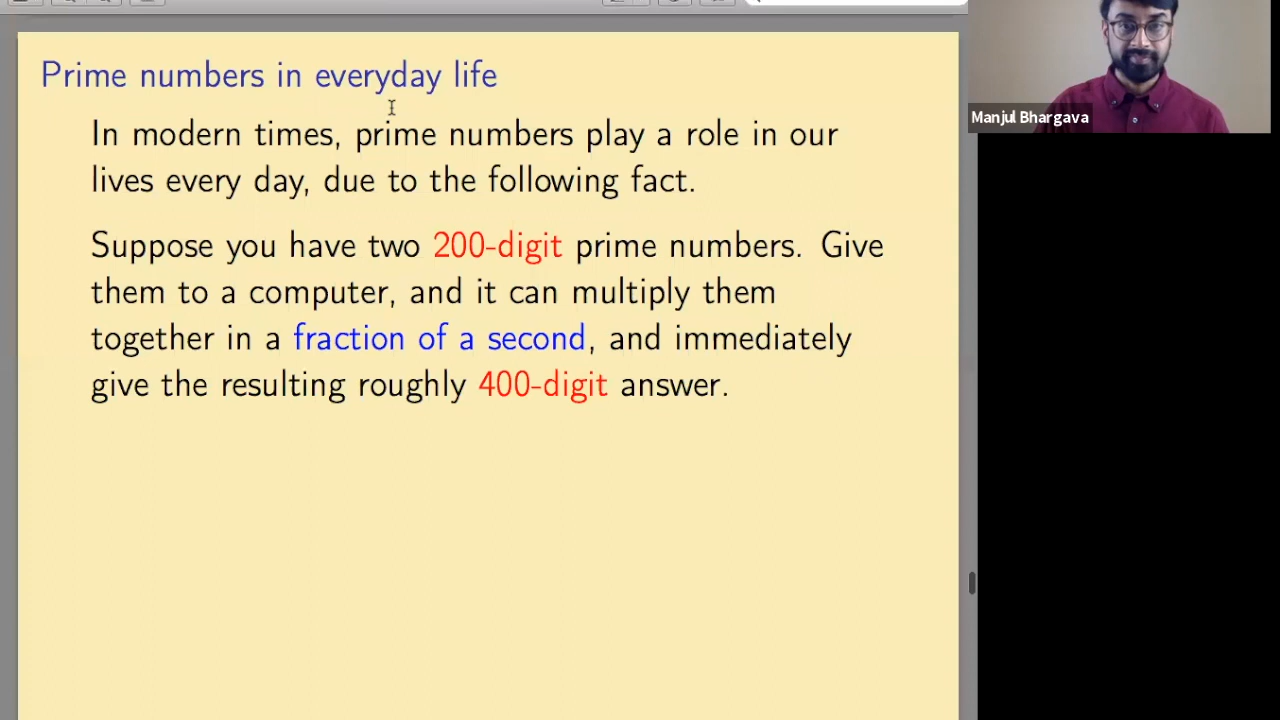 Prime numbers in everyday life
In modern times, prime numbers play a role in our
lives every day, due to the following fact.
Suppose you have two 200-digit prime numbers. Give
them to a computer, and it can multiply them
together in a fraction of a second, and immediately
give the resulting roughly 400-digit answer.
Manjul Bhargava